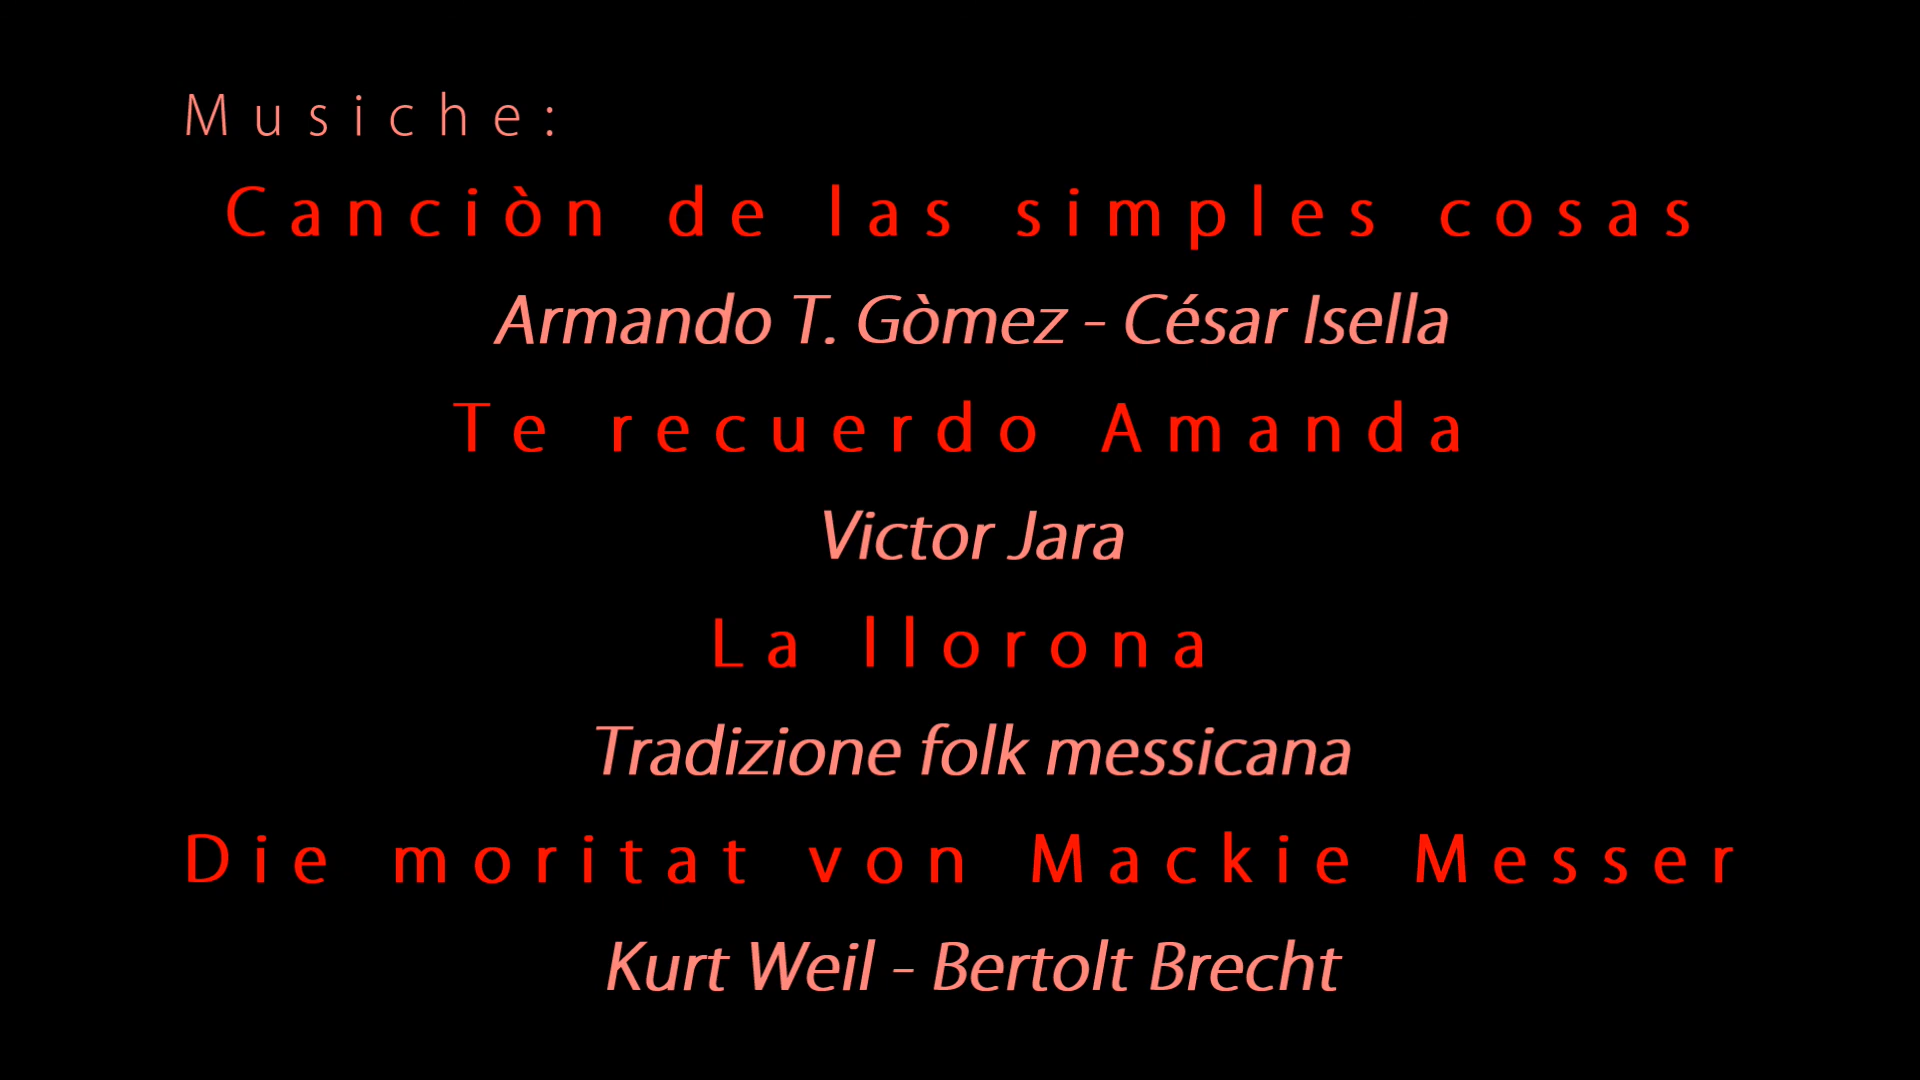 Musiche:
Canciòn de las simples cosas
Armando T. Gòmez - César Isella
Te recuerdo Amanda
Victor Jara
La llorona
Tradizione folk messicana
Die moritat von Mackie Messer
Kurt Weil - Bertolt Brecht